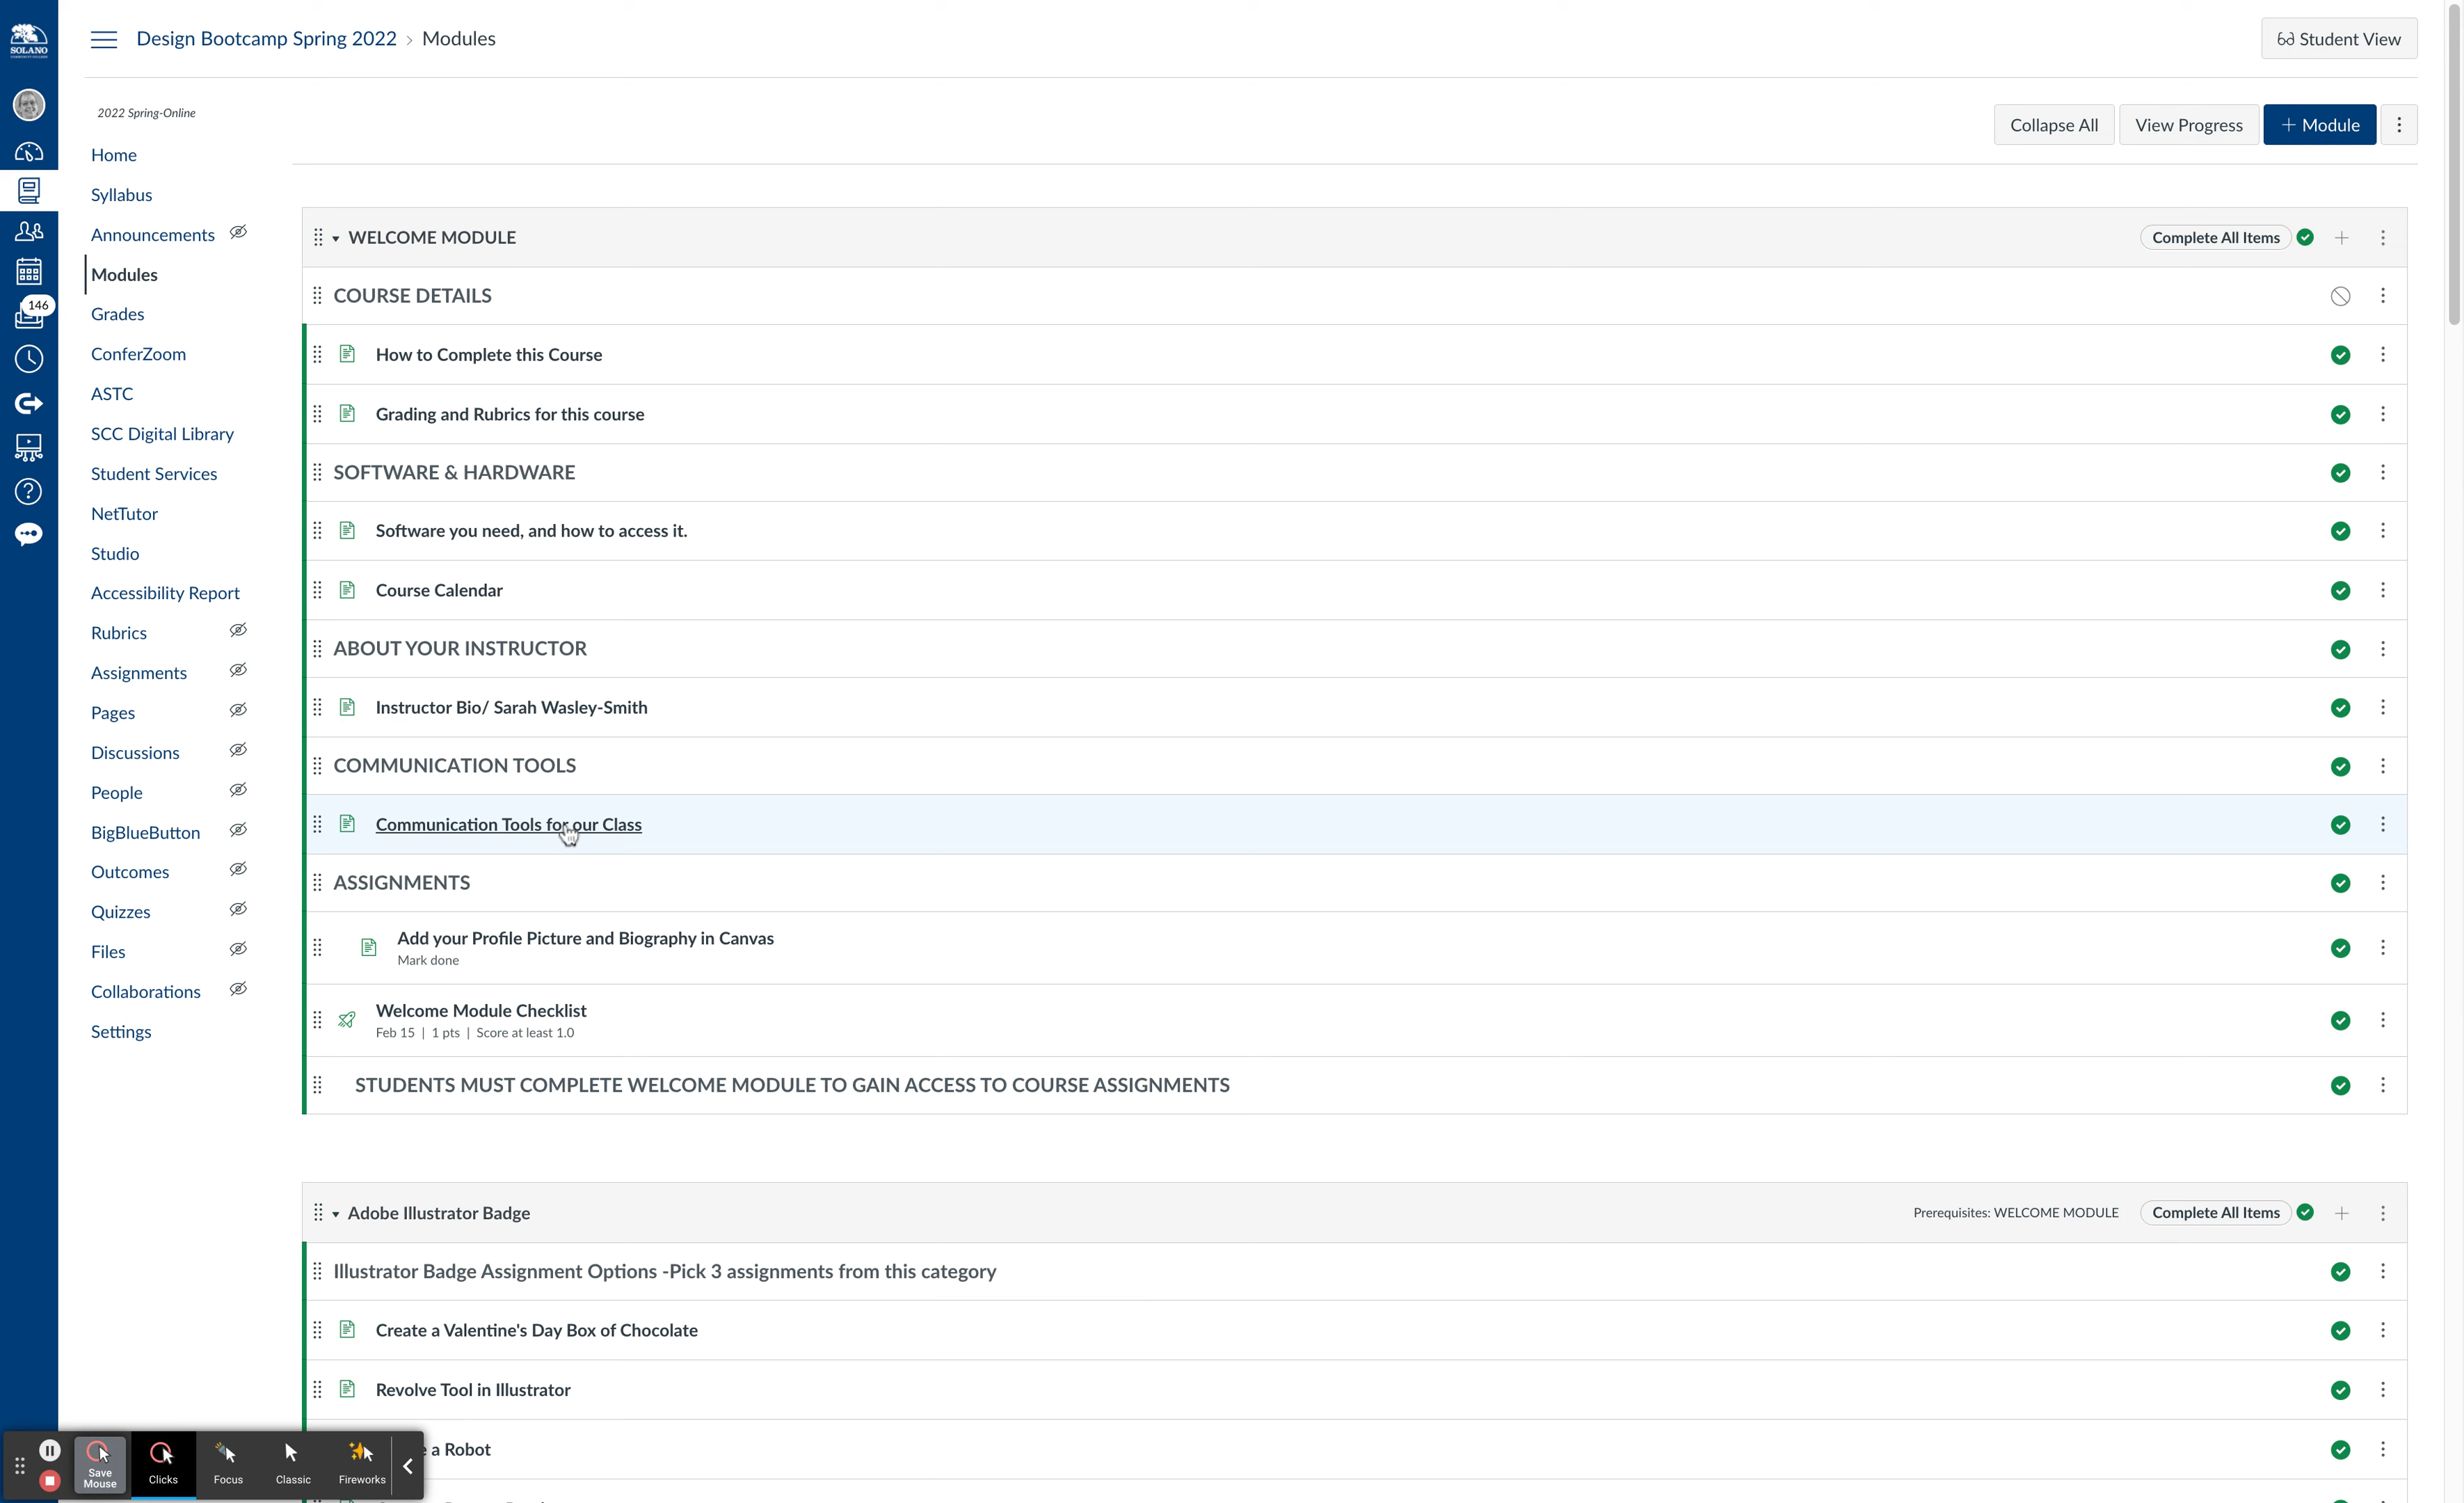 SOLANO
Design Bootcamp Spring 2022 › Modules
Student View
2022 Spring-Online
Collapse All
View Progress
+ Module
Home
Syllabus
Announcements
Modules
Grades
ConferZoom
ASTC
SCC Digital Library
Student Services
NetTutor
Studio
Accessibility Report
Rubrics
Assignments
Pages
Discussions
People
BigBlueButton
Outcomes
Quizzes
Files
Collaborations
Settings
146
WELCOME MODULE
Complete All Items
COURSE DETAILS
How to Complete this Course
Grading and Rubrics for this course
SOFTWARE & HARDWARE
Software you need, and how to access it.
Course Calendar
ABOUT YOUR INSTRUCTOR
Instructor Bio/ Sarah Wasley-Smith
COMMUNICATION TOOLS
Communication Tools for our Class
ASSIGNMENTS
Add your Profile Picture and Biography in Canvas
Mark done
Welcome Module Checklist
Feb 15 | 1 pts | Score at least 1.0
STUDENTS MUST COMPLETE WELCOME MODULE TO GAIN ACCESS TO COURSE ASSIGNMENTS
Adobe Illustrator Badge
Prerequisites: WELCOME MODULE
Complete All Items
Illustrator Badge Assignment Options -Pick 3 assignments from this category
Create a Valentine's Day Box of Chocolate
Revolve Tool in Illustrator
a Robot
Save
Mouse
Clicks
Focus
Classic
Fireworks